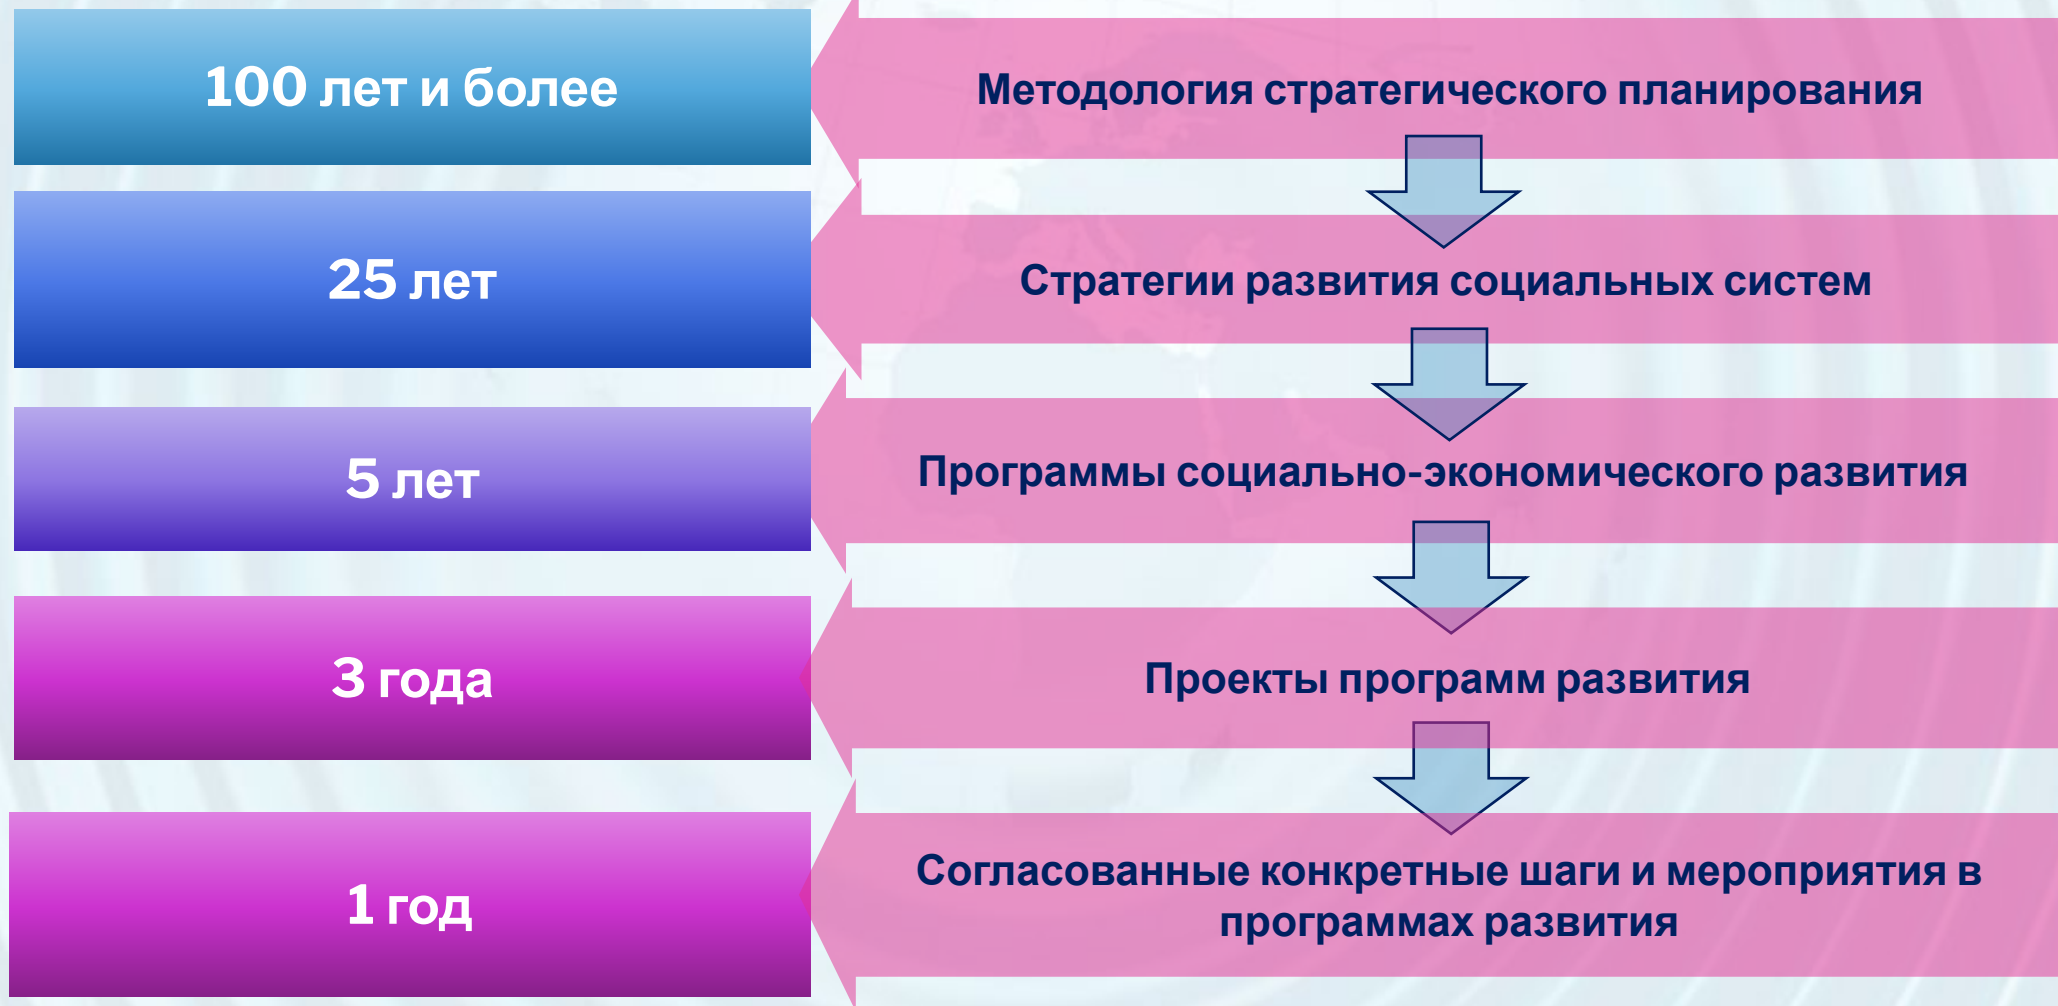 100 лет и более
Методология стратегического планирования
25 лет
Стратегии развития социальных систем
5 лет
Программы социально-экономического развития
3 года
Проекты программ развития
1 год
Согласованные конкретные шаги и мероприятия в
программах развития